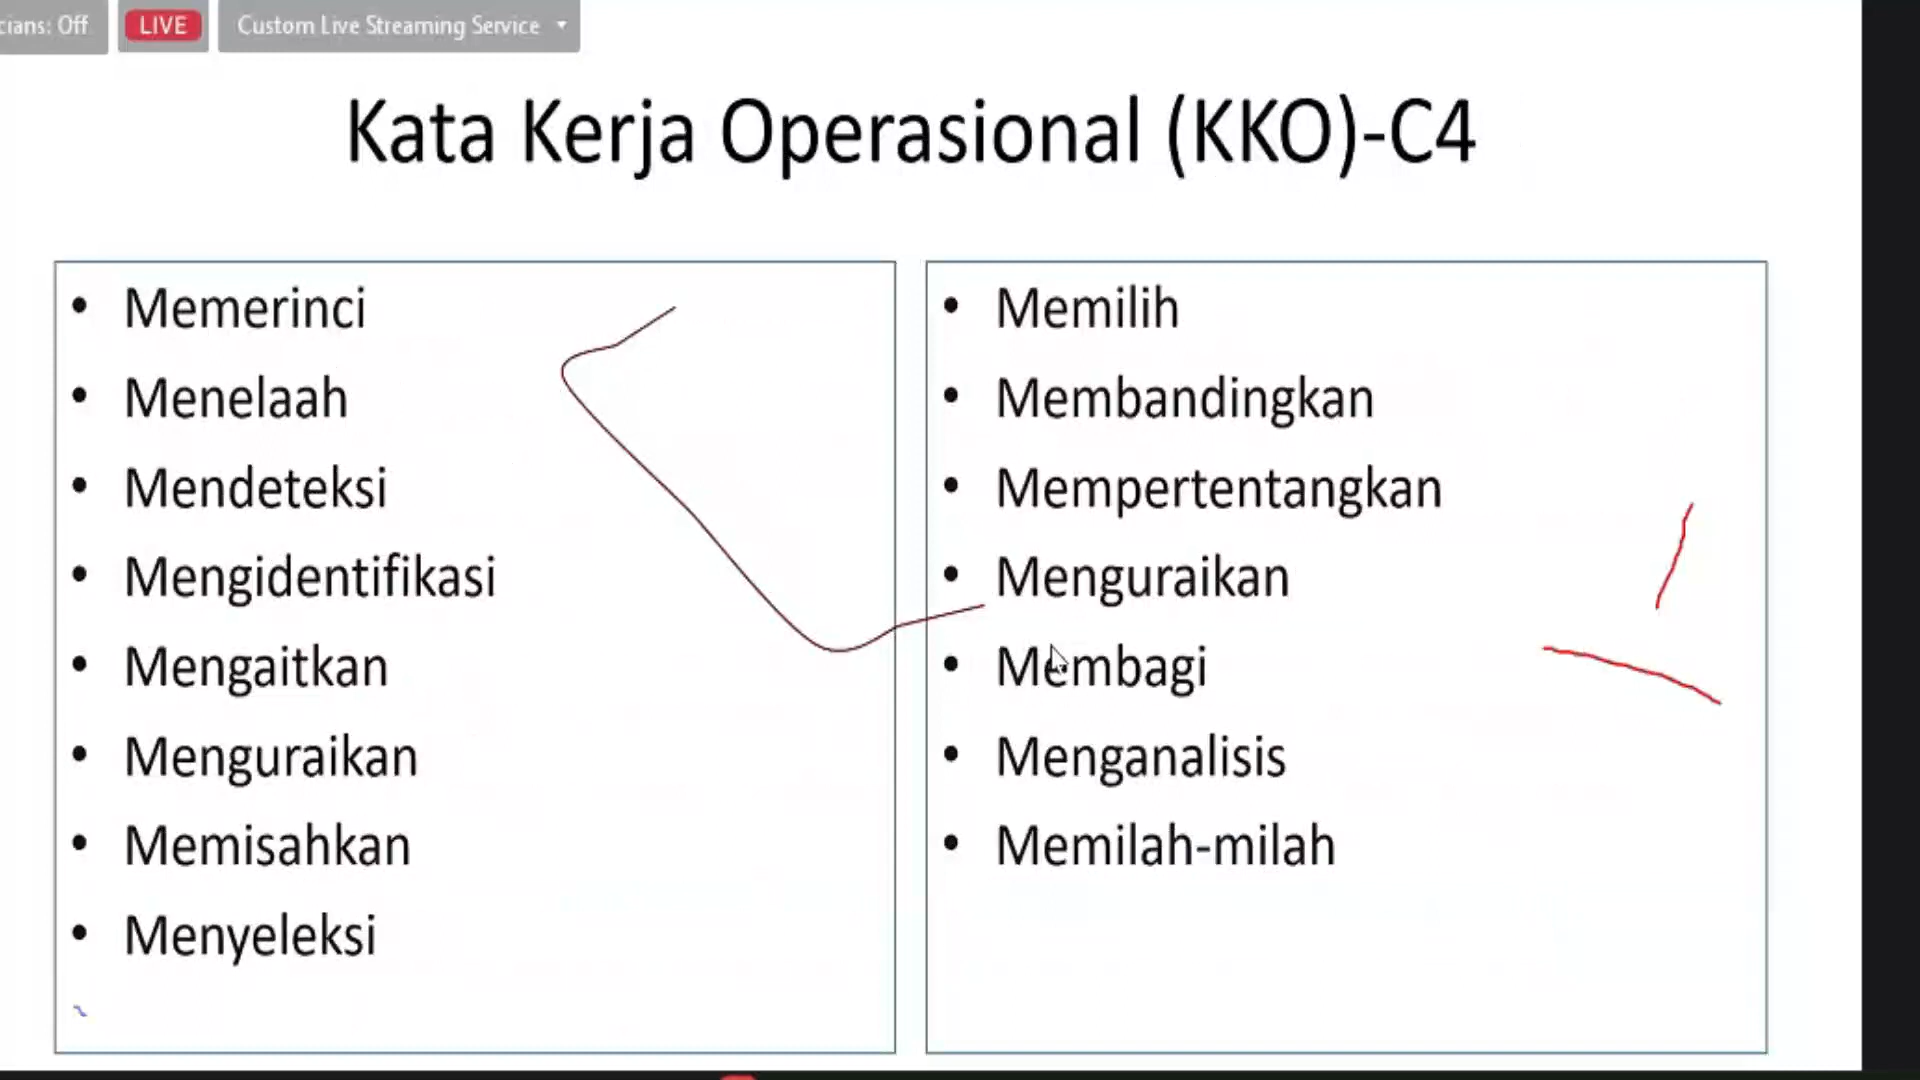 cians: Off
LIVE
Custom Live Streaming Service
Kata Kerja Operasional (KKO)-C4
• Memerinci
• Menelaah
• Mendeteksi
• Mengidentifikasi
• Mengaitkan
• Menguraikan
• Memisahkan
• Menyeleksi
• Memilih
• Membandingkan
• Mempertentangkan
• Menguraikan
• Membagi
• Menganalisis
• Memilah-milah